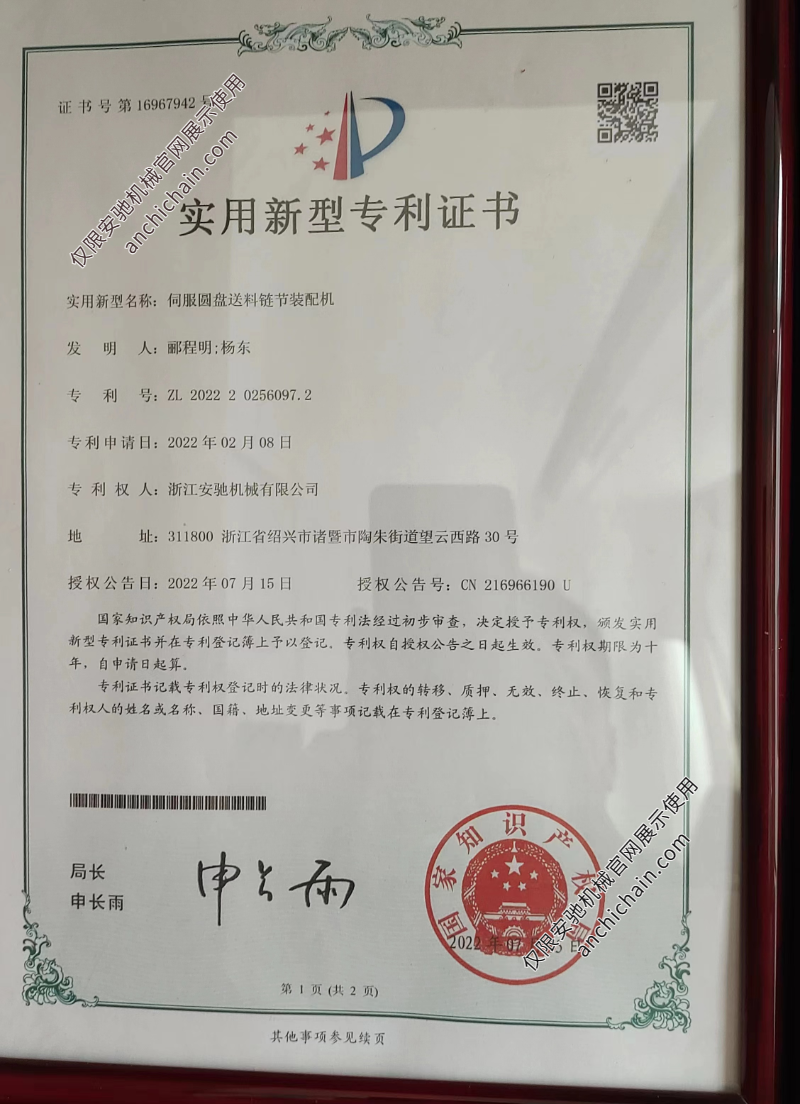 证书号第16967942号
仅限安驰机械官网展示使用
anchichain.com
实用新型专利证书
实用新型名称：伺服圆盘送料链节装配机
发明人：郦程明;杨东
专利号：ZL 2022 2 0256097.2
专利申请日：2022年02月08日
专利权人：浙江安驰机械有限公司
地址：311800 浙江省绍兴市诸暨市陶朱街道望云西路30号
授权公告日：2022年07月15日 授权公告号：CN 216966190 U
国家知识产权局依照中华人民共和国专利法经过初步审查，决定授予专利权，颁发实用
新型专利证书并在专利登记簿上予以登记。专利权自授权公告之日起生效。专利权期限为十
年，自申请日起算。
专利证书记载专利权登记时的法律状况。专利权的转移、质押、无效、终止、恢复和专
利权人的姓名或名称、国籍、地址变更等事项记载在专利登记簿上。
局长
申长雨
申长雨
国家知识产权局
2022年07月15日
仅限安驰机械官网展示使用
anchichain.com
第 1 页 (共 2 页)
其他事项参见续页